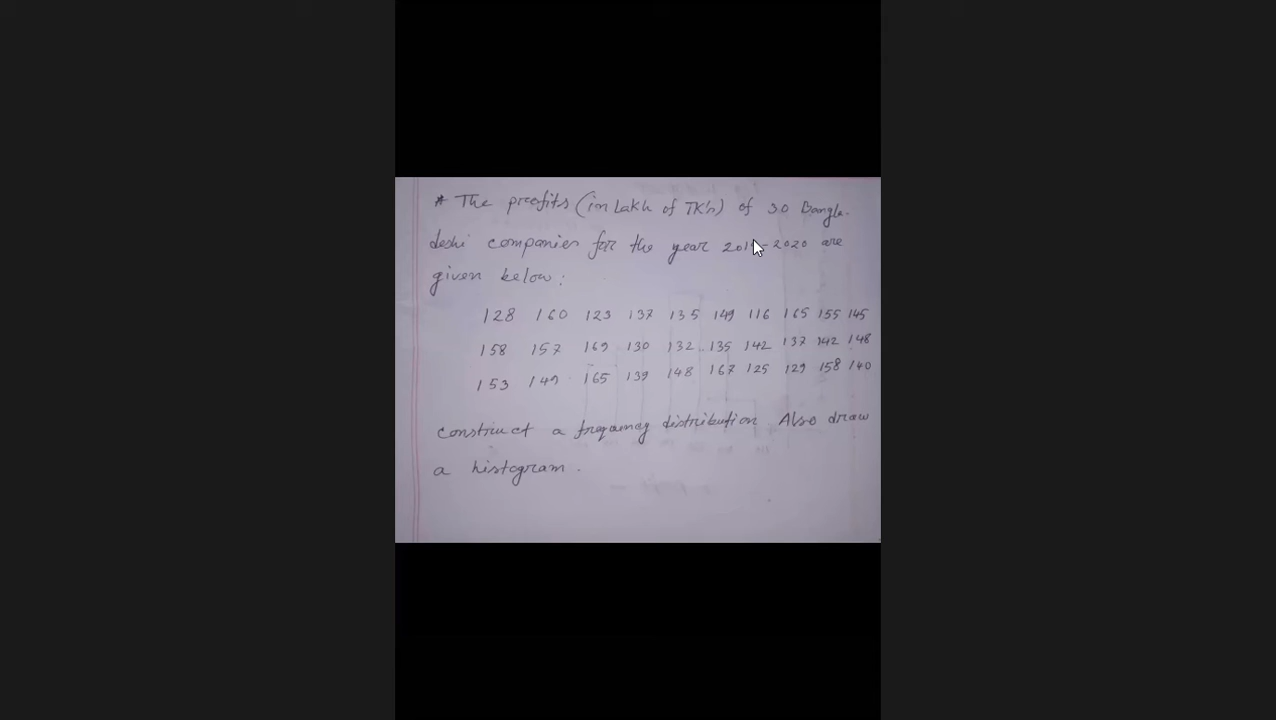 * The profits (in Lakh of TK's) of 30 Bangla-
deshi companies for the year -2020 are
given below:
128 160 123 137 135 149 116 165 155 145
158 157 169 130 132 135 142 137 142 148
153 149 165 139 148 167 125 129 158 140
construct a frequency distribution. Also draw
a histogram.